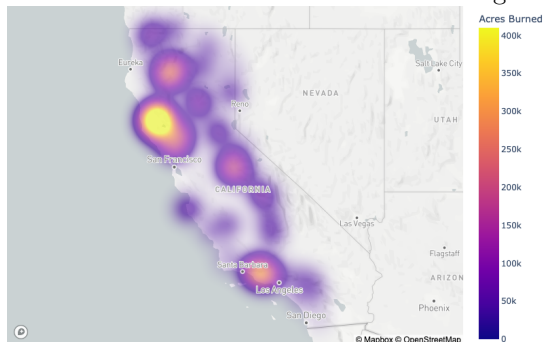 Acres Burned
400k
350k
300k
250k
200k
150k
100k
50k
0
Eureka
Salt Lake City
NEVADA
Reno
UTAH
San Francisco
CALIFORNIA
Las Vegas
Flagstaff
Santa Barbara
Los Angeles
ARIZON
Phoenix
San Diego
© Mapbox © OpenStreetMap